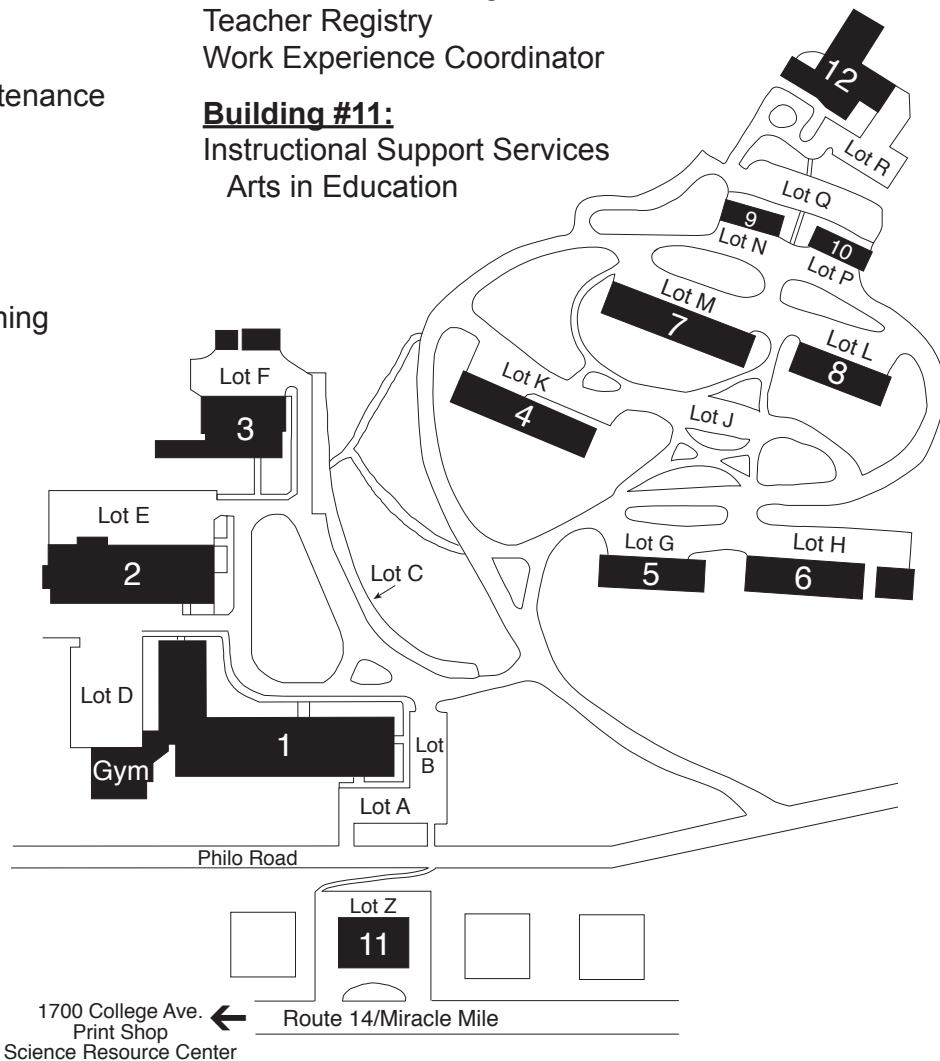 Teacher Registry
Work Experience Coordinator
tenance
Building #11:
Instructional Support Services
Arts in Education
ning
12
Lot R
Lot Q
9
Lot N
10
Lot P
Lot M
7
Lot L
8
Lot F
3
Lot K
4
Lot J
Lot E
2
Lot C
Lot G
5
Lot H
6
Lot D
1
Lot
B
Gym
Lot A
Philo Road
Lot Z
11
1700 College Ave.
Print Shop
Science Resource Center
Route 14/Miracle Mile